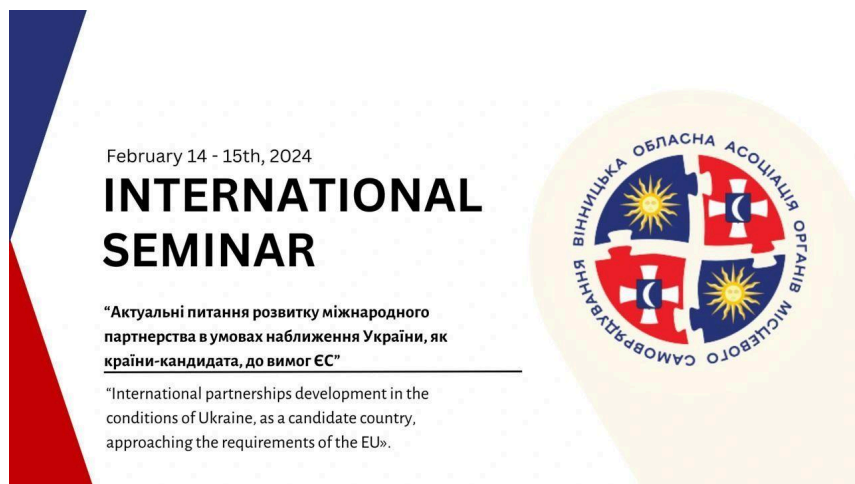 February 14 - 15th, 2024
INTERNATIONAL
SEMINAR
“Актуальні питання розвитку міжнародного
партнерства в умовах наближення України, як
країни-кандидата, до вимог ЄС”
“International partnerships development in the
conditions of Ukraine, as a candidate country,
approaching the requirements of the EU».
ВІННИЦЬКА ОБЛАСНА АСОЦІАЦІЯ ОРГАНІВ МІСЦЕВОГО САМОВРЯДУВАННЯ